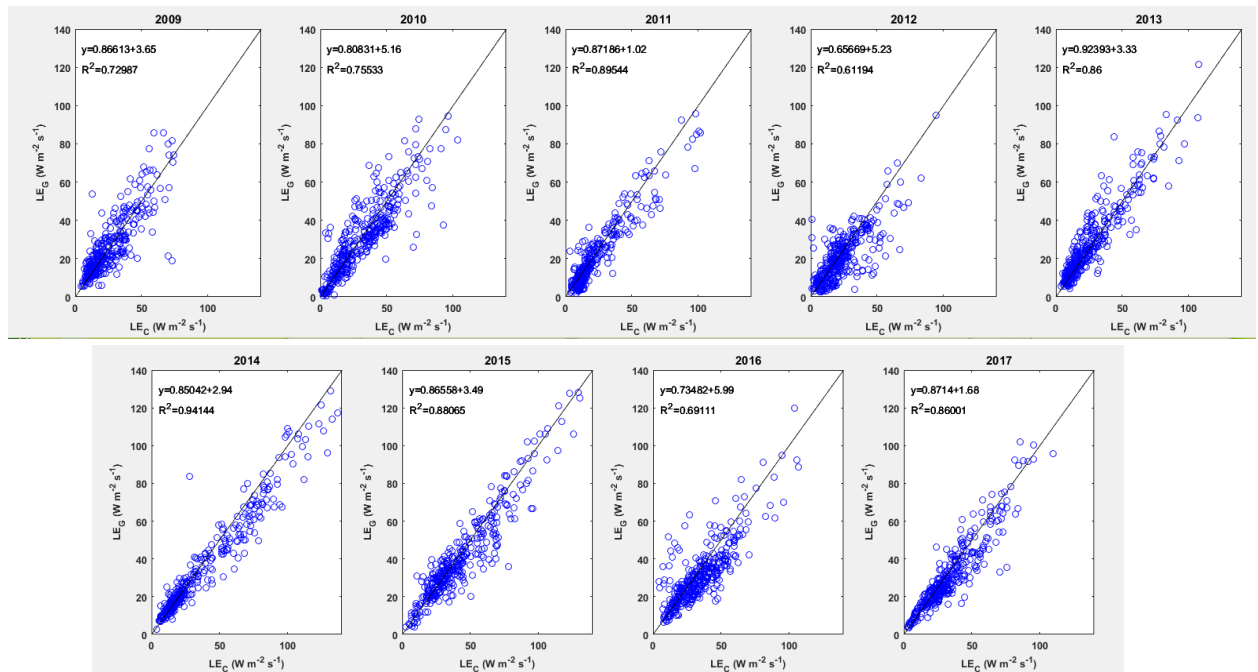 2009
y=0.86613+3.65
R²=0.72987
140
120
100
80
60
40
20
0
LE_G (W m⁻² s⁻¹)
0 50 100
LE_C (W m⁻² s⁻¹)
2010
y=0.80831+5.16
R²=0.75533
140
120
100
80
60
40
20
0
LE_G (W m⁻² s⁻¹)
0 50 100
LE_C (W m⁻² s⁻¹)
2011
y=0.87186+1.02
R²=0.89544
140
120
100
80
60
40
20
0
LE_G (W m⁻² s⁻¹)
0 50 100
LE_C (W m⁻² s⁻¹)
2012
y=0.65669+5.23
R²=0.61194
140
120
100
80
60
40
20
0
LE_G (W m⁻² s⁻¹)
0 50 100
LE_C (W m⁻² s⁻¹)
2013
y=0.92393+3.33
R²=0.86
140
120
100
80
60
40
20
0
LE_G (W m⁻² s⁻¹)
0 50 100
LE_C (W m⁻² s⁻¹)
2014
y=0.85042+2.94
R²=0.94144
140
120
100
80
60
40
20
0
LE_G (W m⁻² s⁻¹)
0 50 100
LE_C (W m⁻² s⁻¹)
2015
y=0.86558+3.49
R²=0.88065
140
120
100
80
60
40
20
0
LE_G (W m⁻² s⁻¹)
0 50 100
LE_C (W m⁻² s⁻¹)
2016
y=0.73482+5.99
R²=0.69111
140
120
100
80
60
40
20
0
LE_G (W m⁻² s⁻¹)
0 50 100
LE_C (W m⁻² s⁻¹)
2017
y=0.8714+1.68
R²=0.86001
140
120
100
80
60
40
20
0
LE_G (W m⁻² s⁻¹)
0 50 100
LE_C (W m⁻² s⁻¹)